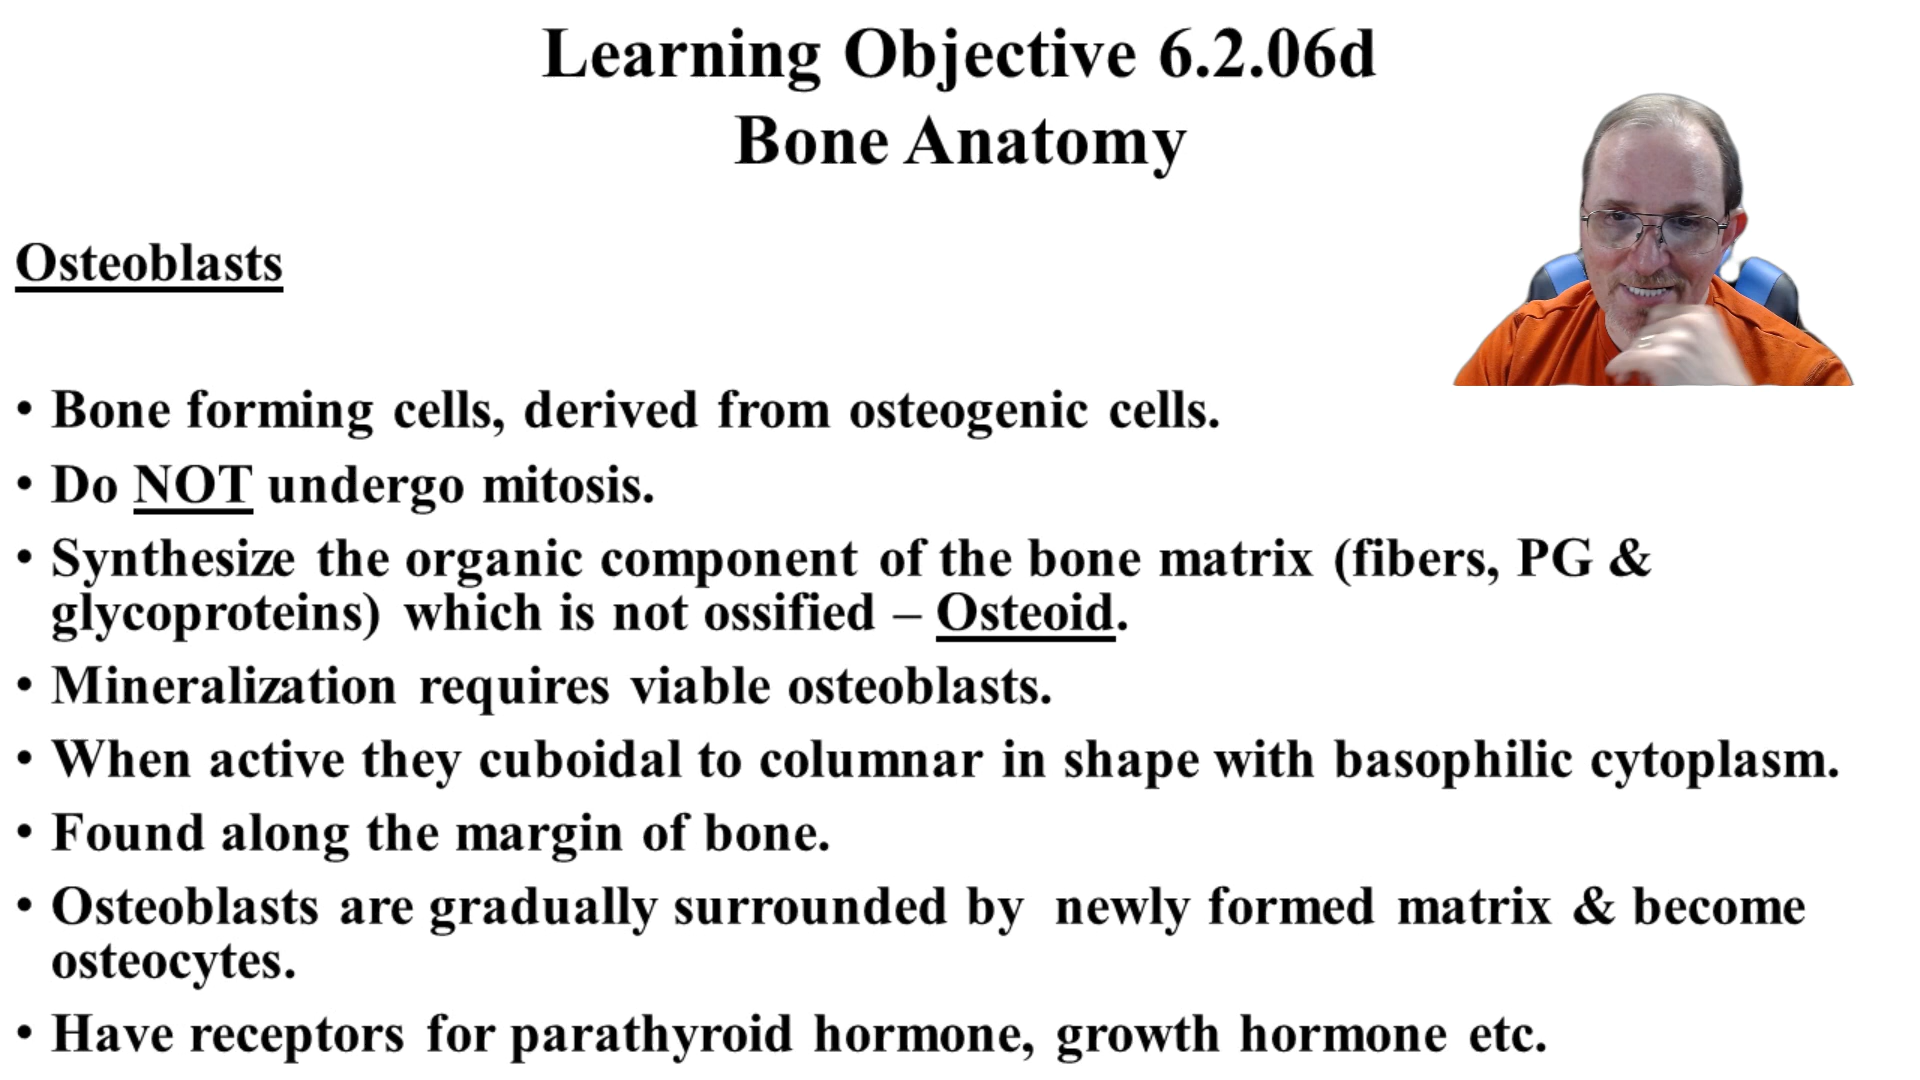 Learning Objective 6.2.06d
Bone Anatomy
Osteoblasts
• Bone forming cells, derived from osteogenic cells.
• Do NOT undergo mitosis.
• Synthesize the organic component of the bone matrix (fibers, PG &
glycoproteins) which is not ossified – Osteoid.
• Mineralization requires viable osteoblasts.
• When active they cuboidal to columnar in shape with basophilic cytoplasm.
• Found along the margin of bone.
• Osteoblasts are gradually surrounded by newly formed matrix & become
osteocytes.
• Have receptors for parathyroid hormone, growth hormone etc.